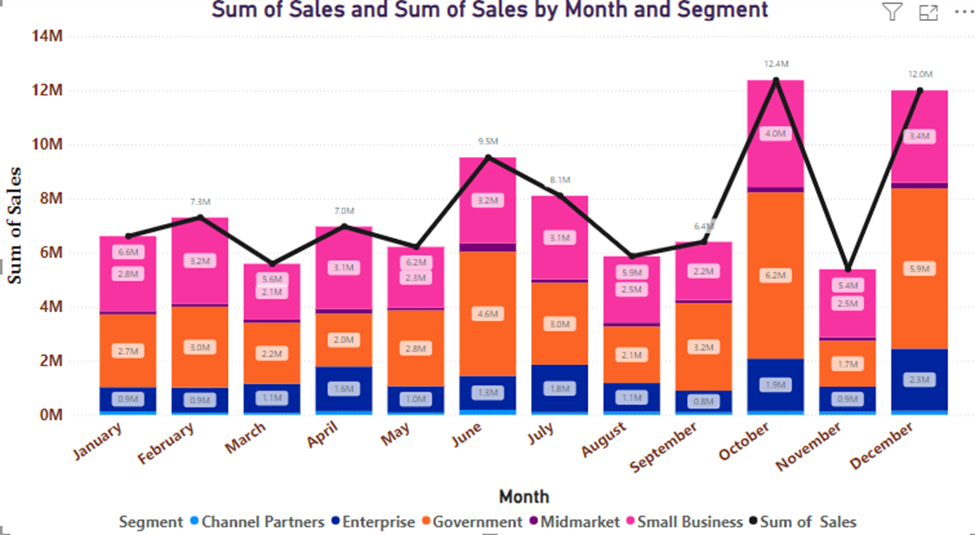 Sum of Sales and Sum of Sales by Month and Segment
14M
12M
10M
8M
6M
4M
2M
0M
Sum of Sales
6.6M
2.8M
2.7M
0.9M
7.3M
3.2M
3.0M
0.9M
5.6M
2.1M
2.2M
1.1M
7.0M
3.1M
2.0M
1.6M
6.2M
2.3M
2.8M
1.0M
9.5M
3.2M
4.6M
1.3M
8.1M
3.1M
3.0M
1.8M
5.9M
2.5M
2.1M
1.1M
6.4M
2.2M
3.2M
0.8M
12.4M
4.0M
6.2M
1.9M
5.4M
2.5M
1.7M
0.9M
12.0M
3.4M
5.9M
2.3M
January
February
March
April
May
June
July
August
September
October
November
December
Month
Segment Channel Partners Enterprise Government Midmarket Small Business Sum of Sales